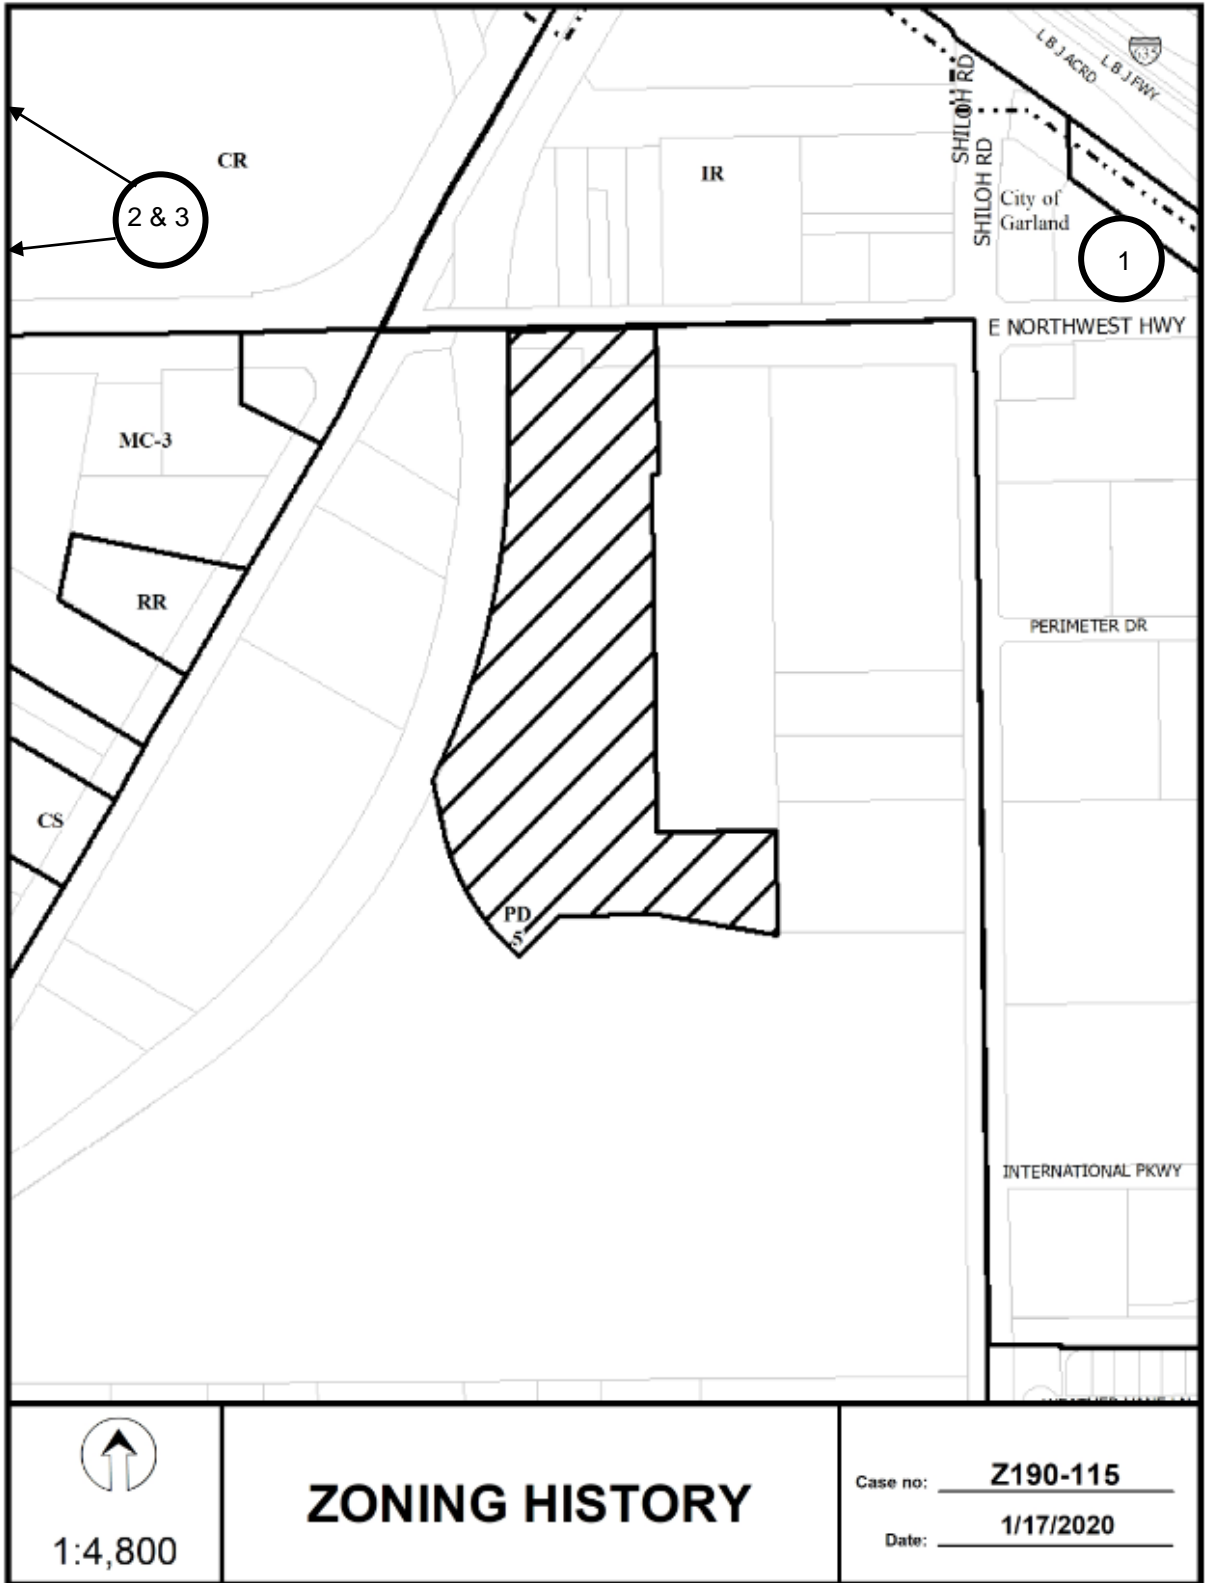 635
L B J ACRD
L B J FWY
SHILOH RD
SHILOH RD
CR
IR
2 & 3
City of
Garland
1
E NORTHWEST HWY
MC-3
RR
PERIMETER DR
CS
PD
5
INTERNATIONAL PKWY
1:4,800
ZONING HISTORY
Case no: Z190-115
Date: 1/17/2020